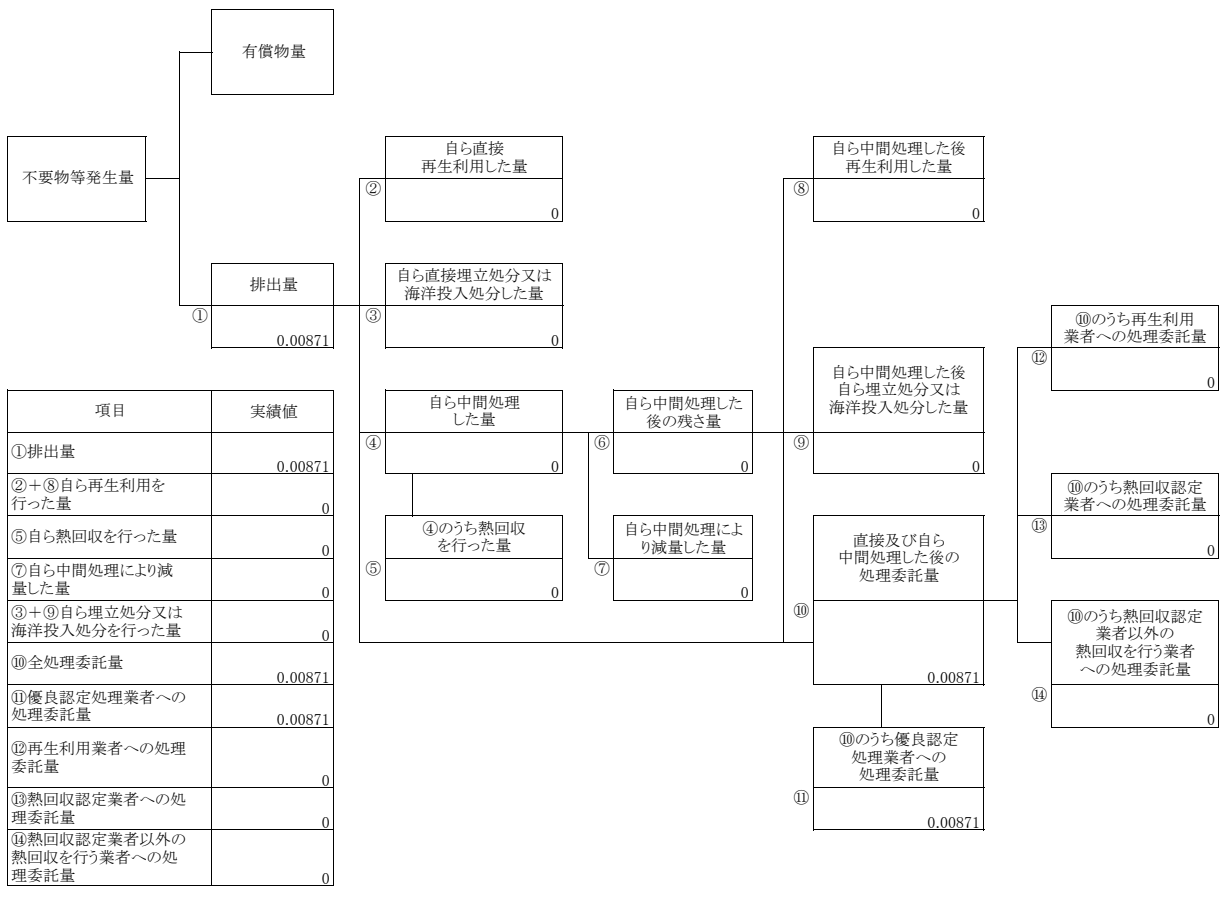 有償物量
不要物等発生量
排出量
①
0.00871
自ら直接
再生利用した量
②
0
自ら直接埋立処分又は
海洋投入処分した量
③
0
自ら中間処理
した量
④
0
④のうち熱回収
を行った量
⑤
0
自ら中間処理した
後の残さ量
⑥
0
自ら中間処理によ
り減量した量
⑦
0
自ら中間処理した後
再生利用した量
⑧
0
自ら中間処理した後
自ら埋立処分又は
海洋投入処分した量
⑨
0
直接及び自ら
中間処理した後の
処理委託量
⑩
0.00871
⑩のうち優良認定
処理業者への
処理委託量
⑪
0.00871
⑩のうち再生利用
業者への処理委託量
⑫
0
⑩のうち熱回収認定
業者への処理委託量
⑬
0
⑩のうち熱回収認定
業者以外の
熱回収を行う業者
への処理委託量
⑭
0
項目 実績値
①排出量
0.00871
②＋⑧自ら再生利用を
行った量
0
⑤自ら熱回収を行った量
0
⑦自ら中間処理により減
量した量
0
③＋⑨自ら埋立処分又は
海洋投入処分を行った量
0
⑩全処理委託量
0.00871
⑪優良認定処理業者への
処理委託量
0.00871
⑫再生利用業者への処理
委託量
0
⑬熱回収認定業者への処
理委託量
0
⑭熱回収認定業者以外の
熱回収を行う業者への処
理委託量
0